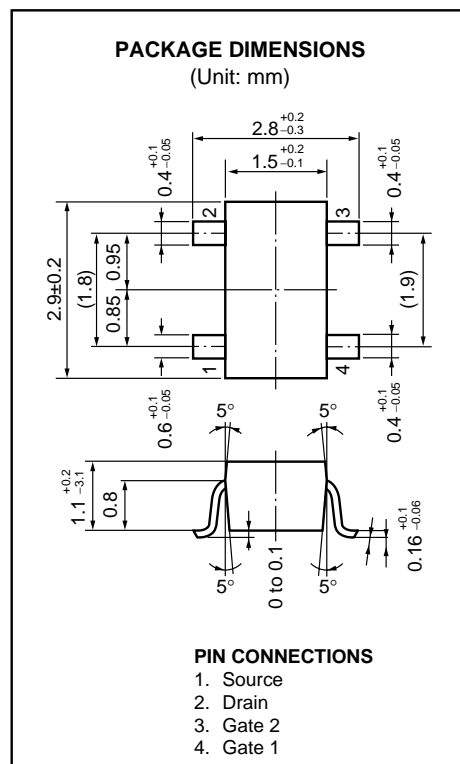 PACKAGE DIMENSIONS
(Unit: mm)
2.8 +0.2 −0.3
1.5 +0.2 −0.1
0.4 +0.1 −0.05
0.4 +0.1 −0.05
2
3
2.9±0.2
(1.8)
0.95
0.85
(1.9)
1
4
0.6 +0.1 −0.05
0.4 +0.1 −0.05
5°
5°
1.1 +0.2 −3.1
0.8
0.16 +0.1 −0.06
5°
0 to 0.1
5°
PIN CONNECTIONS
1. Source
2. Drain
3. Gate 2
4. Gate 1